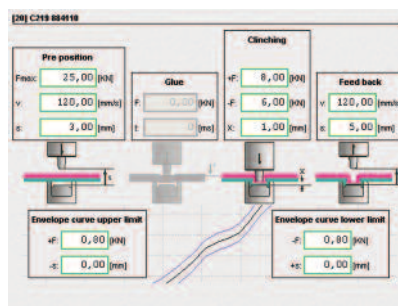 [20] C219 884118
Pre position
Fmax: 25,00 [KN]
v: 120,00 [mm/s]
s: 3,00 [mm]
Glue
F: 0,00 [KN]
t: 0 [ms]
Clinching
+F: 8,00 [KN]
-F: 6,00 [KN]
X: 1,00 [mm]
Feed back
v: 120,00 [mm/s]
s: 5,00 [mm]
Envelope curve upper limit
+F: 0,80 [KN]
-s: 0,00 [mm]
Envelope curve lower limit
-F: 0,80 [KN]
+s: 0,00 [mm]